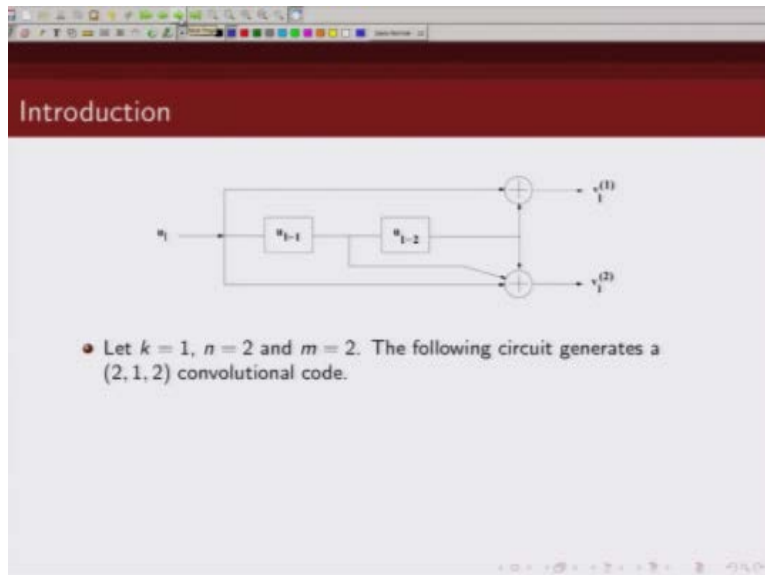 Introduction
v_l^(1)
u_l
u_{l-1}
u_{l-2}
v_l^(2)
Let k = 1, n = 2 and m = 2. The following circuit generates a
(2, 1, 2) convolutional code.